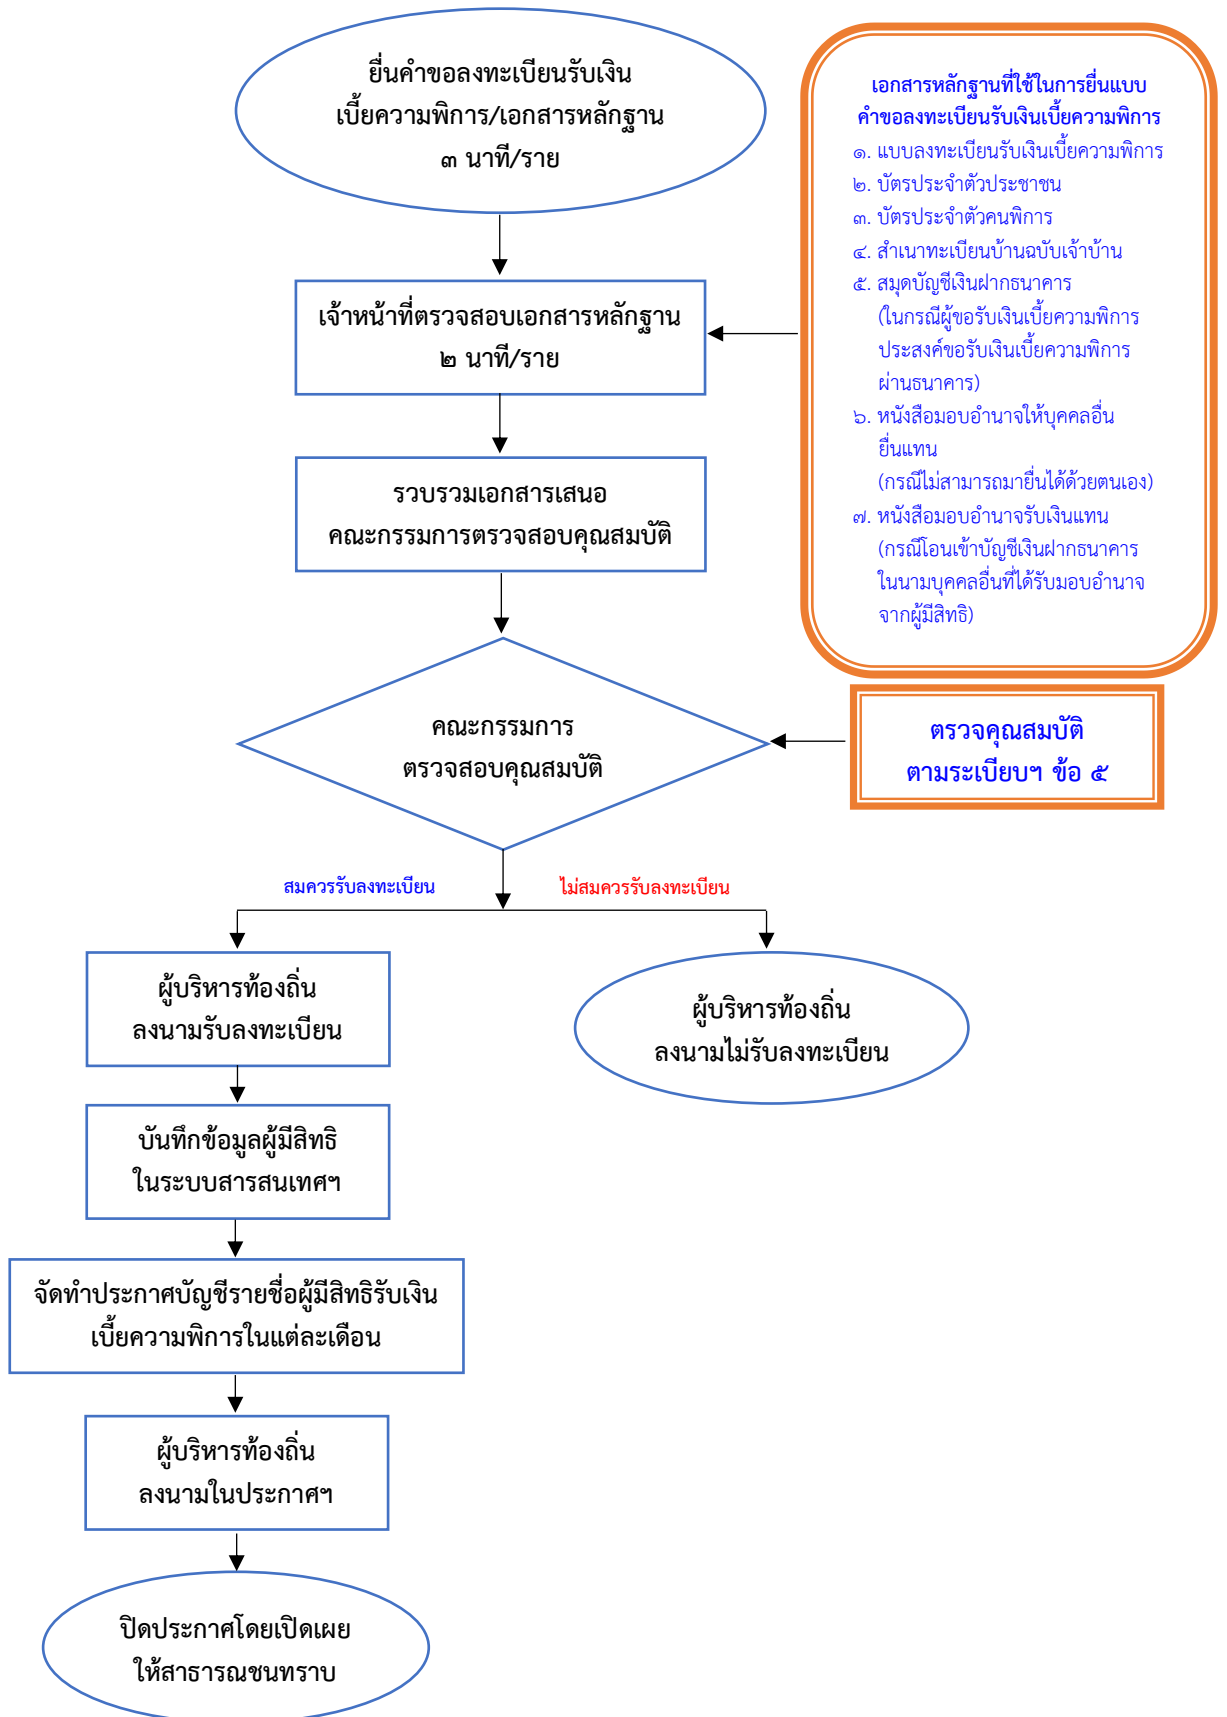 ยื่นคำขอลงทะเบียนรับเงิน
เบี้ยความพิการ/เอกสารหลักฐาน
๓ นาที/ราย
เอกสารหลักฐานที่ใช้ในการยื่นแบบ
คำขอลงทะเบียนรับเงินเบี้ยความพิการ
๑. แบบลงทะเบียนรับเงินเบี้ยความพิการ
๒. บัตรประจำตัวประชาชน
๓. บัตรประจำตัวคนพิการ
๔. สำเนาทะเบียนบ้านฉบับเจ้าบ้าน
๕. สมุดบัญชีเงินฝากธนาคาร
(ในกรณีผู้ขอรับเงินเบี้ยความพิการ
ประสงค์ขอรับเงินเบี้ยความพิการ
ผ่านธนาคาร)
๖. หนังสือมอบอำนาจให้บุคคลอื่น
ยื่นแทน
(กรณีไม่สามารถมายื่นได้ด้วยตนเอง)
๗. หนังสือมอบอำนาจรับเงินแทน
(กรณีโอนเข้าบัญชีเงินฝากธนาคาร
ในนามบุคคลอื่นที่ได้รับมอบอำนาจ
จากผู้มีสิทธิ)
เจ้าหน้าที่ตรวจสอบเอกสารหลักฐาน
๒ นาที/ราย
รวบรวมเอกสารเสนอ
คณะกรรมการตรวจสอบคุณสมบัติ
คณะกรรมการ
ตรวจสอบคุณสมบัติ
ตรวจคุณสมบัติ
ตามระเบียบฯ ข้อ ๕
สมควรรับลงทะเบียน
ไม่สมควรรับลงทะเบียน
ผู้บริหารท้องถิ่น
ลงนามรับลงทะเบียน
ผู้บริหารท้องถิ่น
ลงนามไม่รับลงทะเบียน
บันทึกข้อมูลผู้มีสิทธิ
ในระบบสารสนเทศฯ
จัดทำประกาศบัญชีรายชื่อผู้มีสิทธิรับเงิน
เบี้ยความพิการในแต่ละเดือน
ผู้บริหารท้องถิ่น
ลงนามในประกาศฯ
ปิดประกาศโดยเปิดเผย
ให้สาธารณชนทราบ